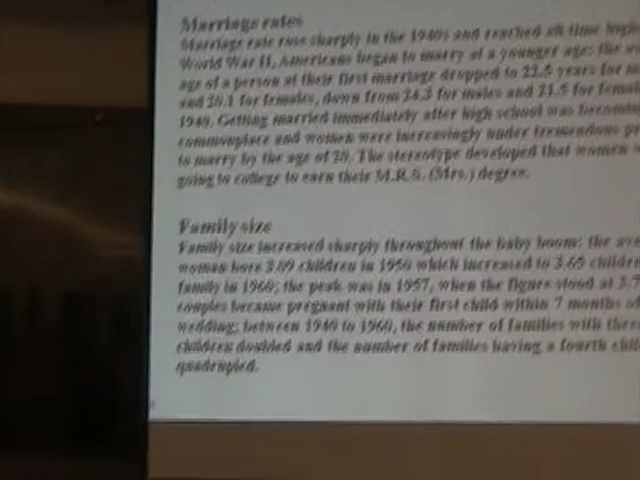 Marriage rates
Marriage rate rose sharply in the 1940s and reached all time high
World War II, Americans began to marry at a younger age: the
age of a person at their first marriage dropped to 22.5 years for
and 20.1 for females, down from 24.3 for males and 21.5 for
1940. Getting married immediately after high school was
commonplace and women were increasingly under tremendous
to marry by the age of 20. The stereotype developed that women
going to college to earn their M.R.S. (Mrs.) degree.
Family size
Family size increased sharply throughout the baby boom: the
woman bore 3.09 children in 1950 which increased to 3.65
family in 1960; the peak was in 1957, when the figure stood at
couples became pregnant with their first child within 7 months
wedding; between 1940 to 1960, the number of families with
children doubled and the number of families having a fourth
quadrupled.